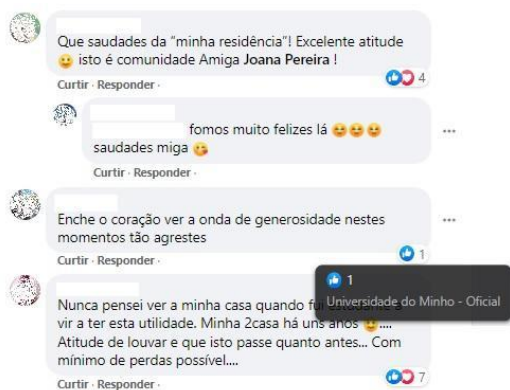 Que saudades da "minha residência"! Excelente atitude
isto é comunidade Amiga Joana Pereira !
Curtir · Responder ·
4
fomos muito felizes lá
saudades miga
Curtir · Responder ·
Enche o coração ver a onda de generosidade nestes
momentos tão agrestes
Curtir · Responder ·
1
1
Universidade do Minho - Oficial
Nunca pensei ver a minha casa quando fui
vir a ter esta utilidade. Minha 2casa há uns anos ....
Atitude de louvar e que isto passe quanto antes... Com
mínimo de perdas possível....
Curtir · Responder ·
7